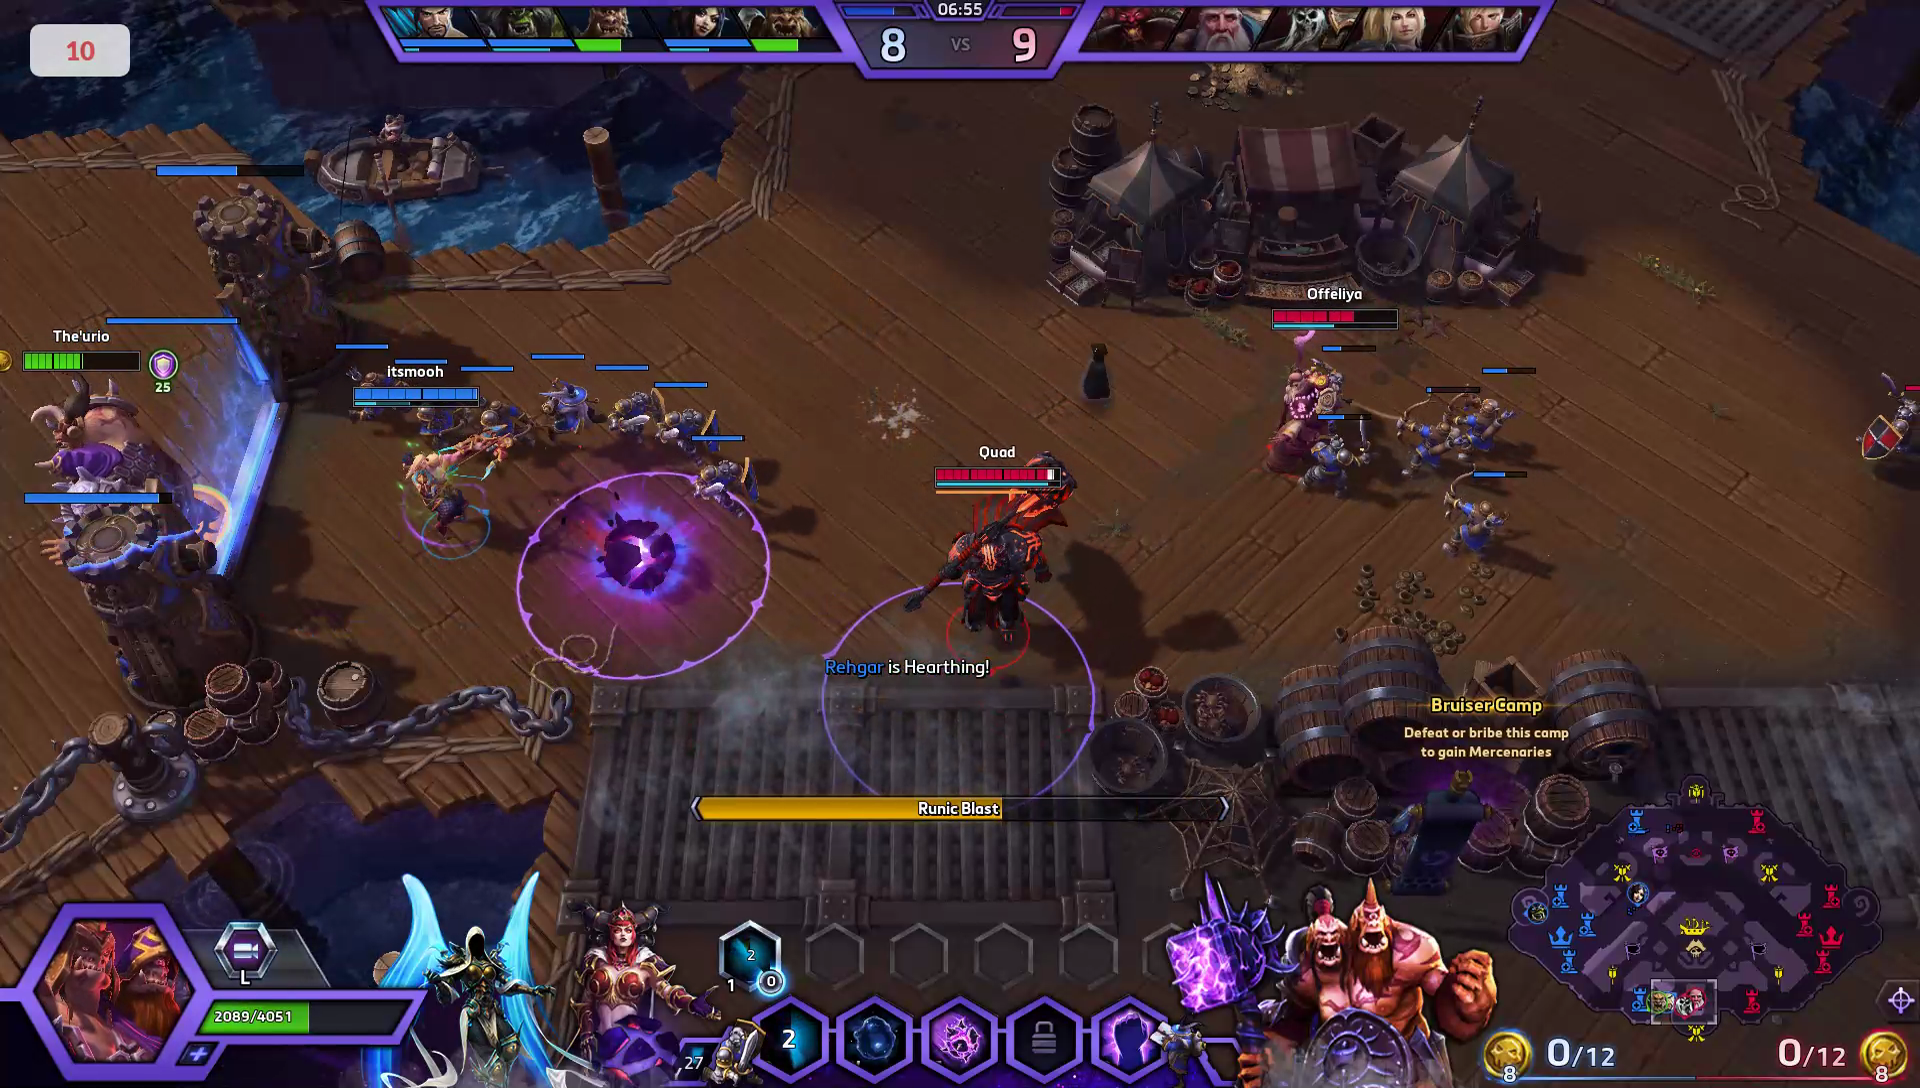 10
06:55
8 VS 9
The'urio
25
itsmooh
Offeliya
Quad
Rehgar is Hearthing!
Bruiser Camp
Defeat or bribe this camp
to gain Mercenaries
Runic Blast
L
2089/4051
27
2
1
0
2
0/12
8
0/12
8